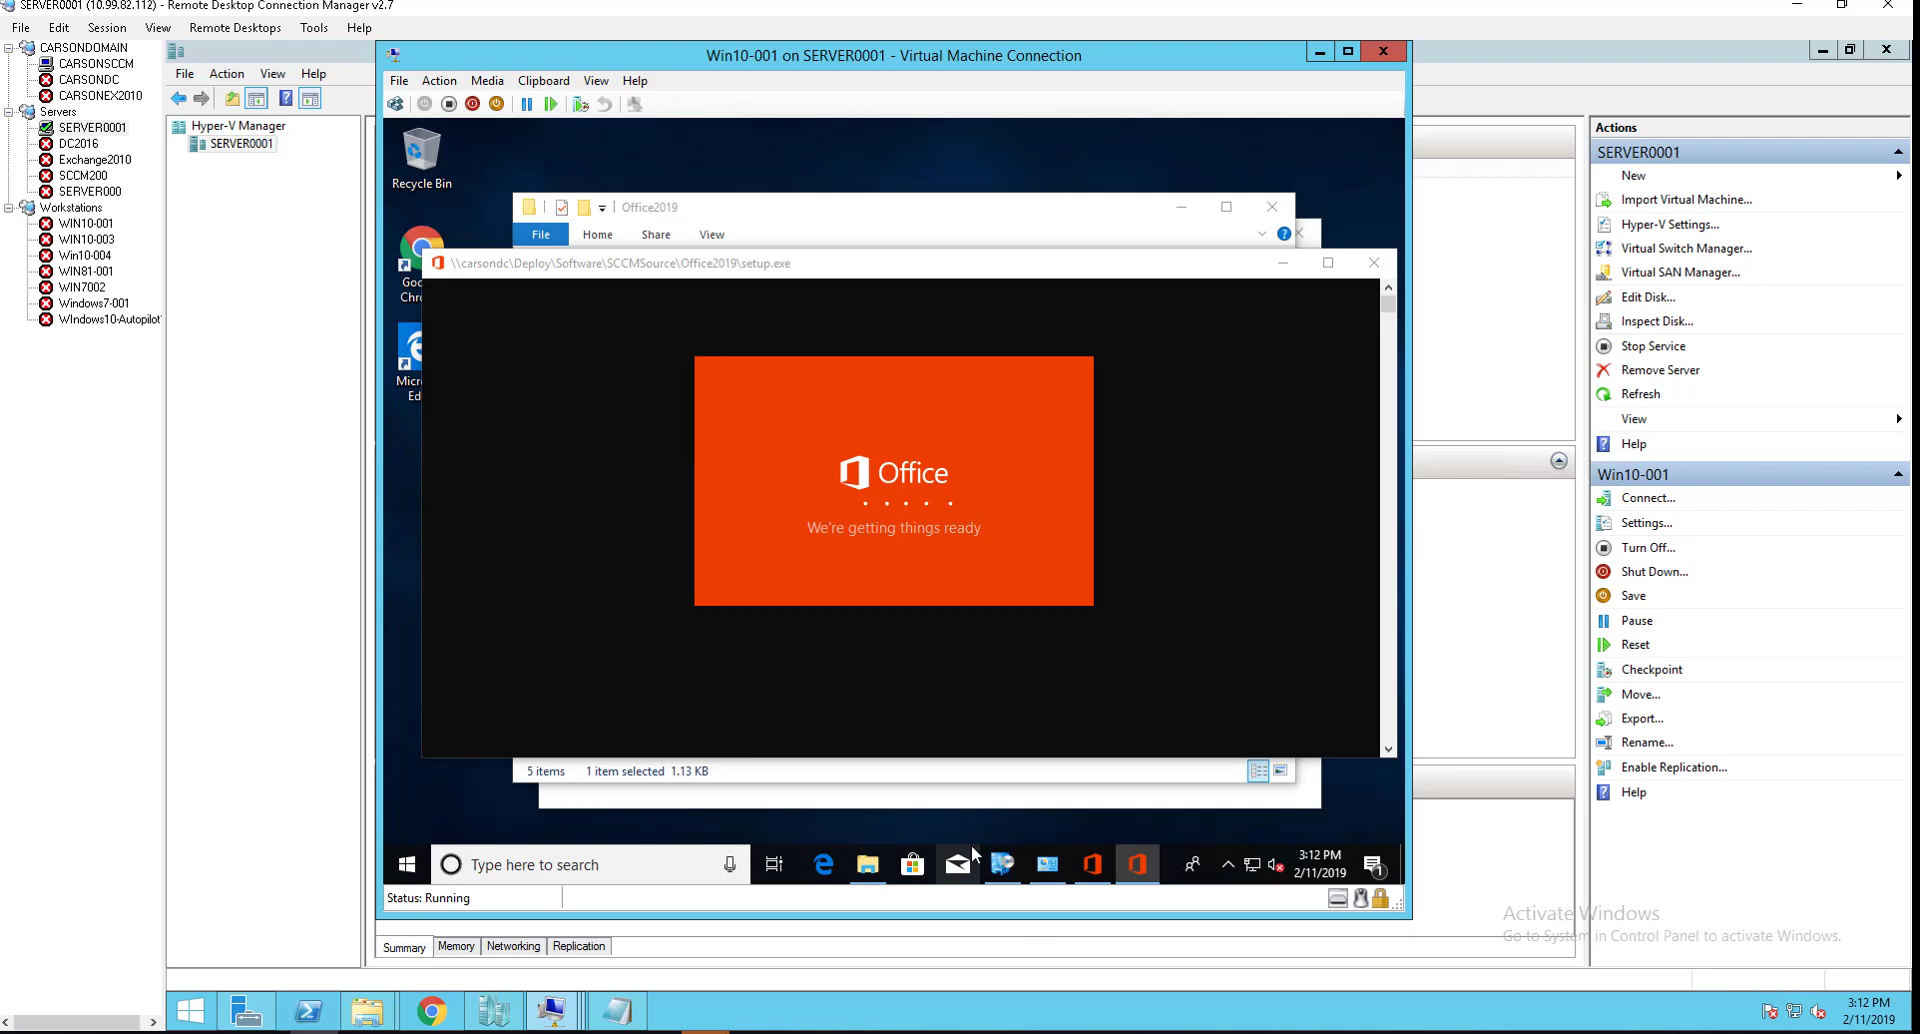 SERVER0001 (10.99.82.112) - Remote Desktop Connection Manager v2.7
File Edit Session View Remote Desktops Tools Help
CARSONDOMAIN
CARSONSCCM
CARSONDC
CARSONEX2010
Servers
SERVER0001
DC2016
Exchange2010
SCCM200
SERVER000
Workstations
WIN10-001
WIN10-003
Win10-004
WIN81-001
WIN7002
Windows7-001
WIndows10-Autopilot
File Action View Help
Hyper-V Manager
SERVER0001
Win10-001 on SERVER0001 - Virtual Machine Connection
File Action Media Clipboard View Help
Recycle Bin
Office2019
File Home Share View
\\carsondc\Deploy\Software\SCCMSource\Office2019\setup.exe
Office
We're getting things ready
5 items 1 item selected 1.13 KB
Type here to search
3:12 PM
2/11/2019
1
Status: Running
Summary Memory Networking Replication
Actions
SERVER0001
New
Import Virtual Machine...
Hyper-V Settings...
Virtual Switch Manager...
Virtual SAN Manager...
Edit Disk...
Inspect Disk...
Stop Service
Remove Server
Refresh
View
Help
Win10-001
Connect...
Settings...
Turn Off...
Shut Down...
Save
Pause
Reset
Checkpoint
Move...
Export...
Rename...
Enable Replication...
Help
Activate Windows
Go to System in Control Panel to activate Windows.
3:12 PM
2/11/2019